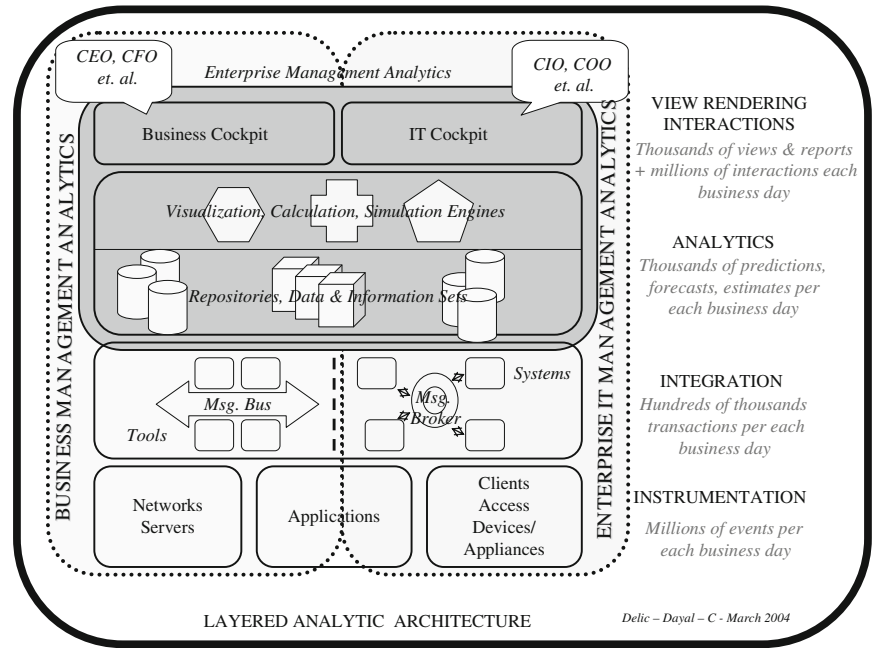 CEO, CFO
et. al.
Enterprise Management Analytics
CIO, COO
et. al.
BUSINESS MANAGEMENT ANALYTICS
ENTERPRISE IT MANAGEMENT ANALYTICS
Business Cockpit
IT Cockpit
VIEW RENDERING
INTERACTIONS
Thousands of views & reports
+ millions of interactions each
business day
Visualization, Calculation, Simulation Engines
Repositories, Data & Information Sets
ANALYTICS
Thousands of predictions,
forecasts, estimates per
each business day
Msg. Bus
Tools
Msg.
Broker
Systems
INTEGRATION
Hundreds of thousands
transactions per each
business day
Networks
Servers
Applications
Clients
Access
Devices/
Appliances
INSTRUMENTATION
Millions of events per
each business day
LAYERED ANALYTIC ARCHITECTURE
Delic – Dayal – C - March 2004